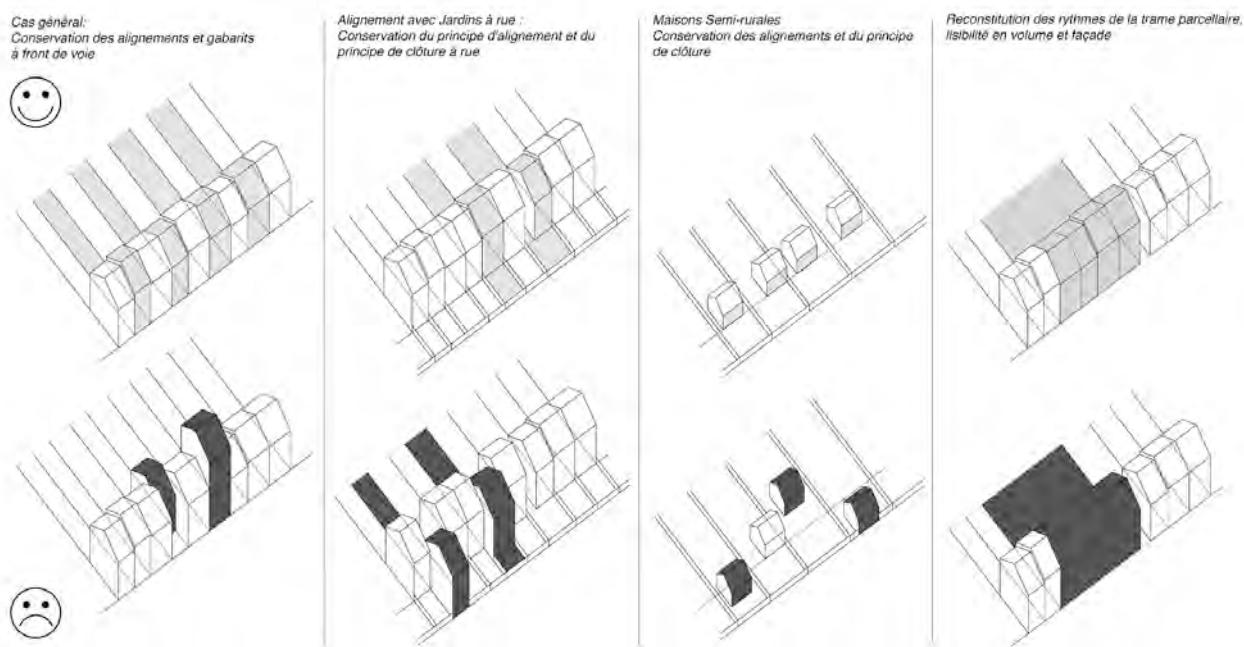 Cas général:
Conservation des alignements et gabarits
à front de voie
Alignement avec Jardins à rue :
Conservation du principe d'alignement et du
principe de clôture à rue
Maisons Semi-rurales
Conservation des alignements et du principe
de clôture
Reconstitution des rythmes de la trame parcellaire,
lisibilité en volume et façade